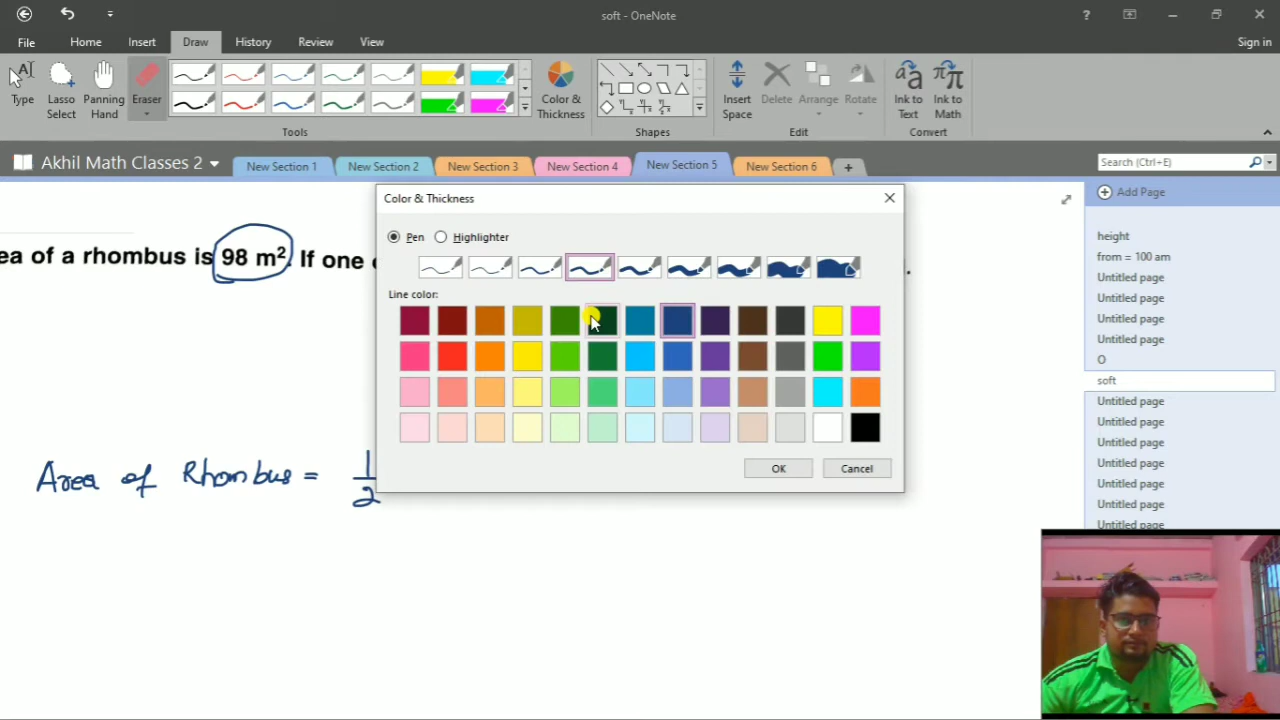 soft - OneNote
?
File Home Insert Draw History Review View
Sign in
Type
Lasso Select
Panning Hand
Eraser
Color & Thickness
Insert Space
Delete
Arrange
Rotate
Ink to Text
Ink to Math
Tools
Shapes
Edit
Convert
Akhil Math Classes 2
New Section 1
New Section 2
New Section 3
New Section 4
New Section 5
New Section 6
Search (Ctrl+E)
Add Page
height
from = 100 am
Untitled page
Untitled page
Untitled page
Untitled page
O
soft
Untitled page
Untitled page
Untitled page
Untitled page
Untitled page
Untitled page
Untitled page
ea of a rhombus is 98 m². If one
Color & Thickness
Pen Highlighter
Line color:
OK Cancel
Area of Rhombus = 1/2